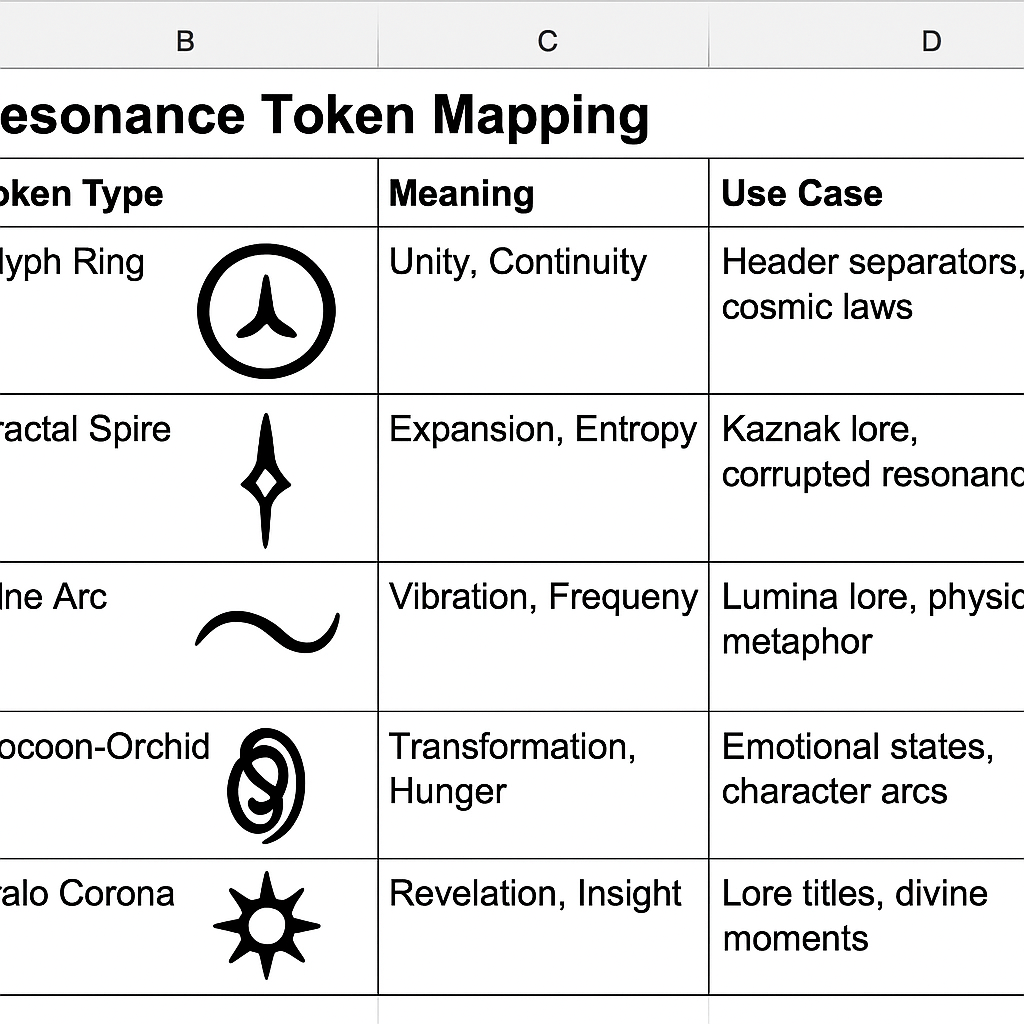 B C D
esonance Token Mapping
oken Type Meaning Use Case
lyph Ring Unity, Continuity Header separators,
cosmic laws
ractal Spire Expansion, Entropy Kaznak lore,
corrupted resonanc
lne Arc Vibration, Frequeny Lumina lore, physic
metaphor
ocoon-Orchid Transformation, Emotional states,
Hunger character arcs
ralo Corona Revelation, Insight Lore titles, divine
moments